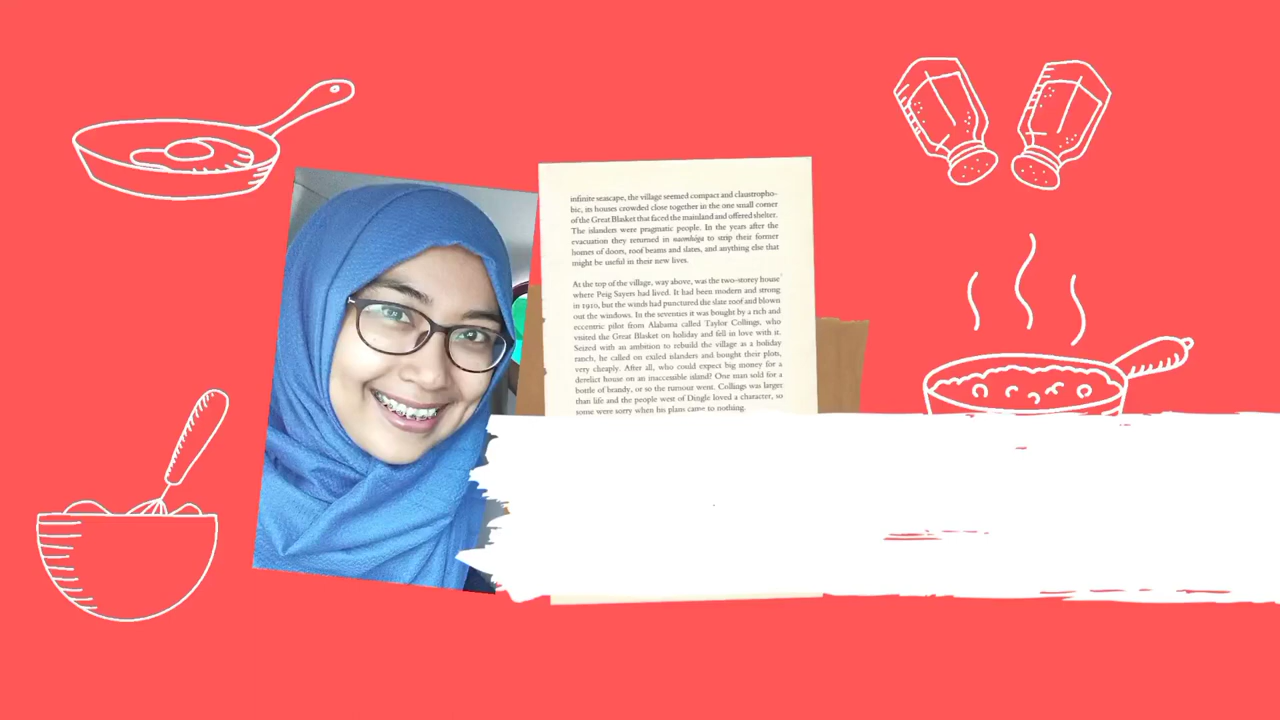 infinite seascape, the village seemed compact and claustropho-
bic, its houses crowded close together in the one small corner
of the Great Blasket that faced the mainland and offered shelter.
The islanders were pragmatic people. In the years after the
evacuation they returned in naomhóga to strip their former
homes of doors, roof beams and slates, and anything else that
might be useful in their new lives.
At the top of the village, way above, was the two-storey house
where Peig Sayers had lived. It had been modern and strong
in 1910, but the winds had punctured the slate roof and blown
out the windows. In the seventies it was bought by a rich and
eccentric pilot from Alabama called Taylor Collings, who
visited the Great Blasket on holiday and fell in love with it.
Seized with an ambition to rebuild the village as a holiday
ranch, he called on exiled islanders and bought their plots,
very cheaply. After all, who could expect big money for a
derelict house on an inaccessible island? One man sold for a
bottle of brandy, or so the rumour went. Collings was larger
than life and the people west of Dingle loved a character, so
some were sorry when his plans came to nothing.